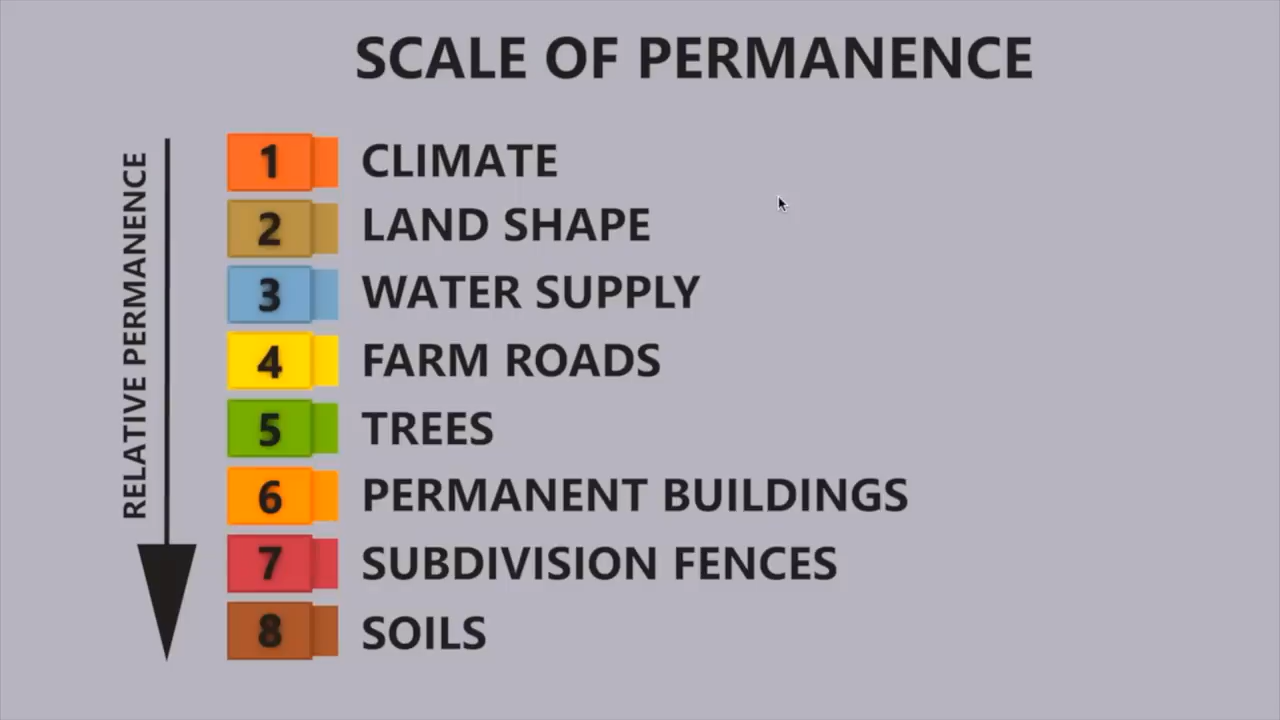 SCALE OF PERMANENCE
RELATIVE PERMANENCE
1 CLIMATE
2 LAND SHAPE
3 WATER SUPPLY
4 FARM ROADS
5 TREES
6 PERMANENT BUILDINGS
7 SUBDIVISION FENCES
8 SOILS